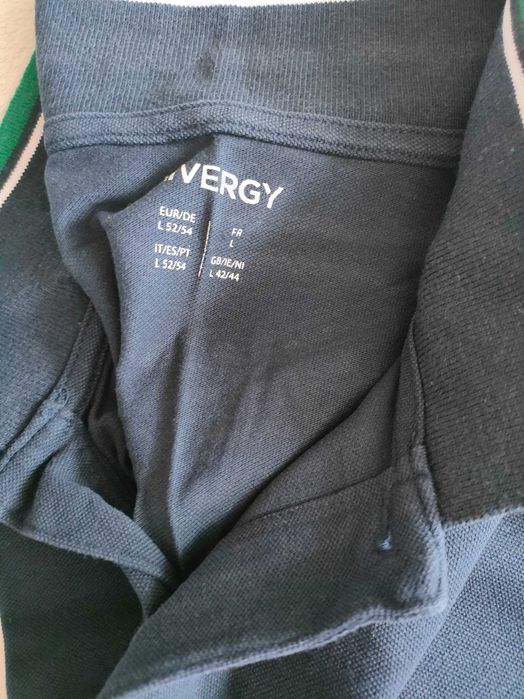 IVERGY
EUR/DE
L 52/54
FR
L
IT/ES/PT
L 52/54
GB/IE/NI
L 42/44